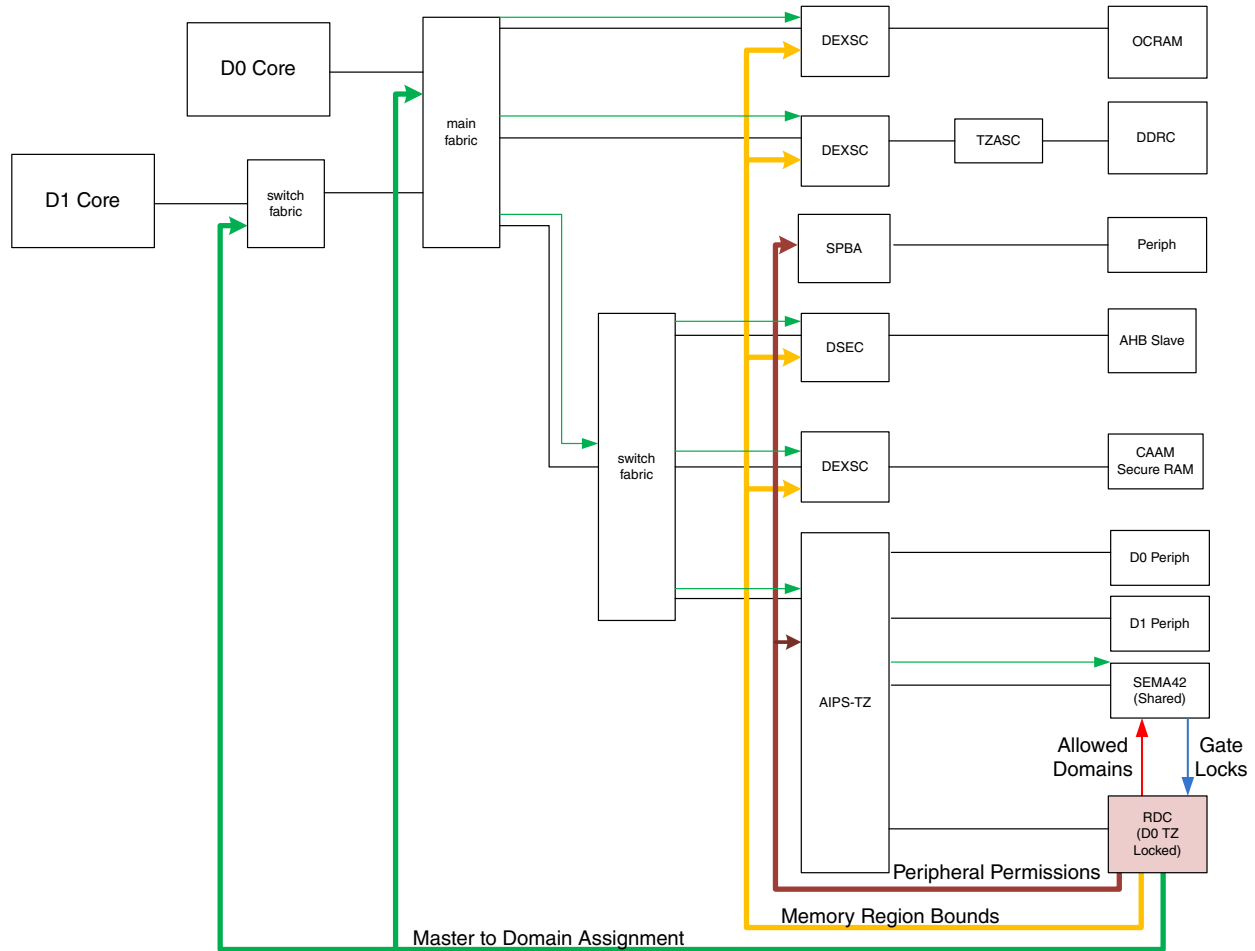 D0 Core
D1 Core
switch
fabric
main
fabric
DEXSC
OCRAM
DEXSC
TZASC
DDRC
SPBA
Periph
DSEC
AHB Slave
switch
fabric
DEXSC
CAAM
Secure RAM
AIPS-TZ
D0 Periph
D1 Periph
SEMA42
(Shared)
Allowed
Domains
Gate
Locks
RDC
(D0 TZ
Locked)
Peripheral Permissions
Memory Region Bounds
Master to Domain Assignment